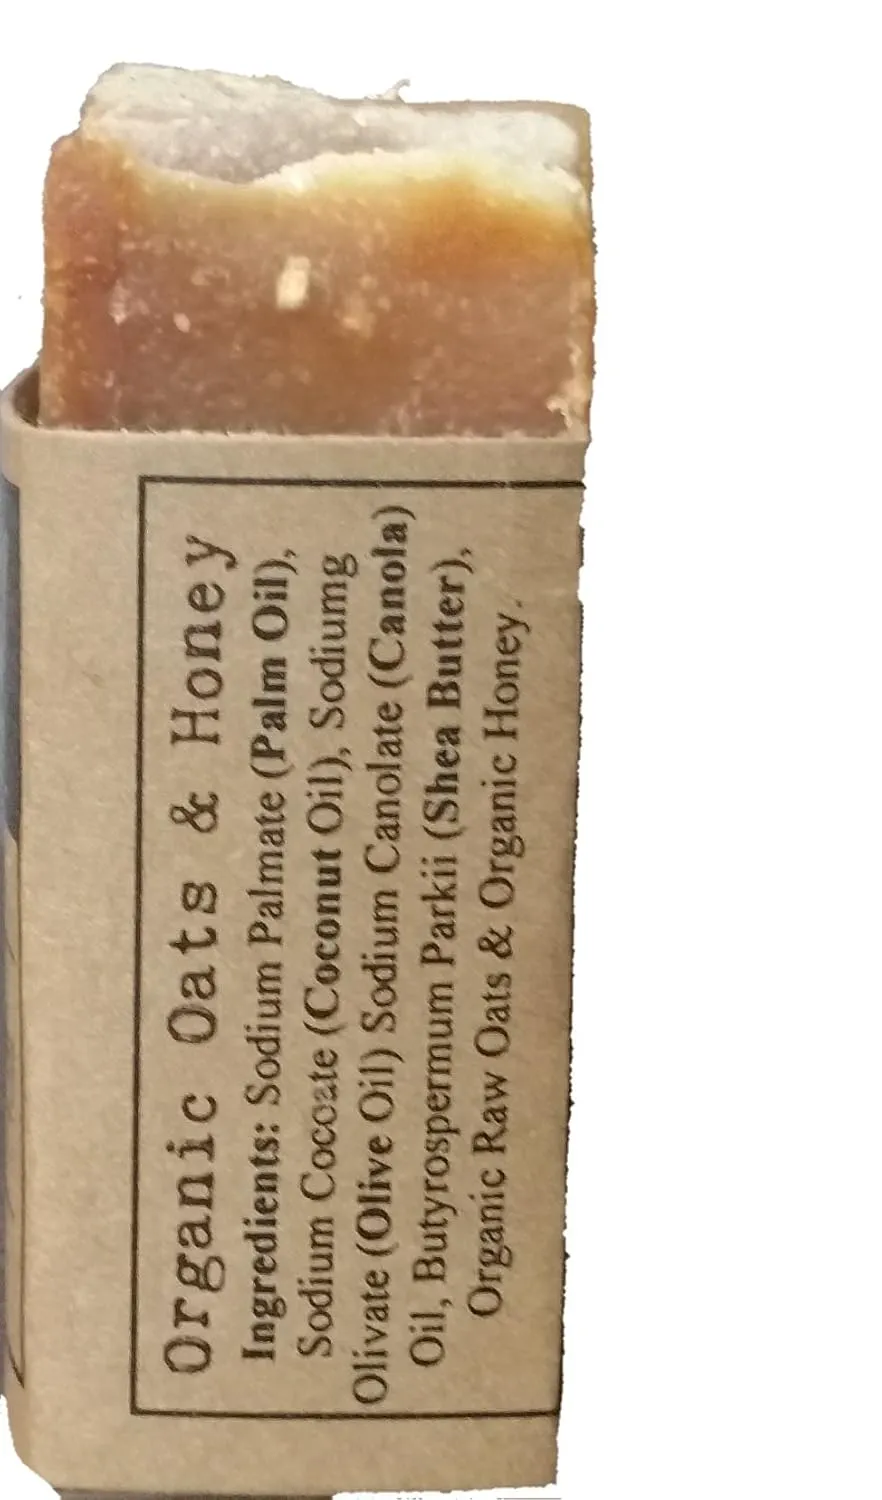 Organic Oats & Honey
Ingredients: Sodium Palmate (Palm Oil),
Sodium Cocoate (Coconut Oil), Sodiumg
Olivate (Olive Oil) Sodium Canolate (Canola)
Oil, Butyrospermum Parkii (Shea Butter),
Organic Raw Oats & Organic Honey.